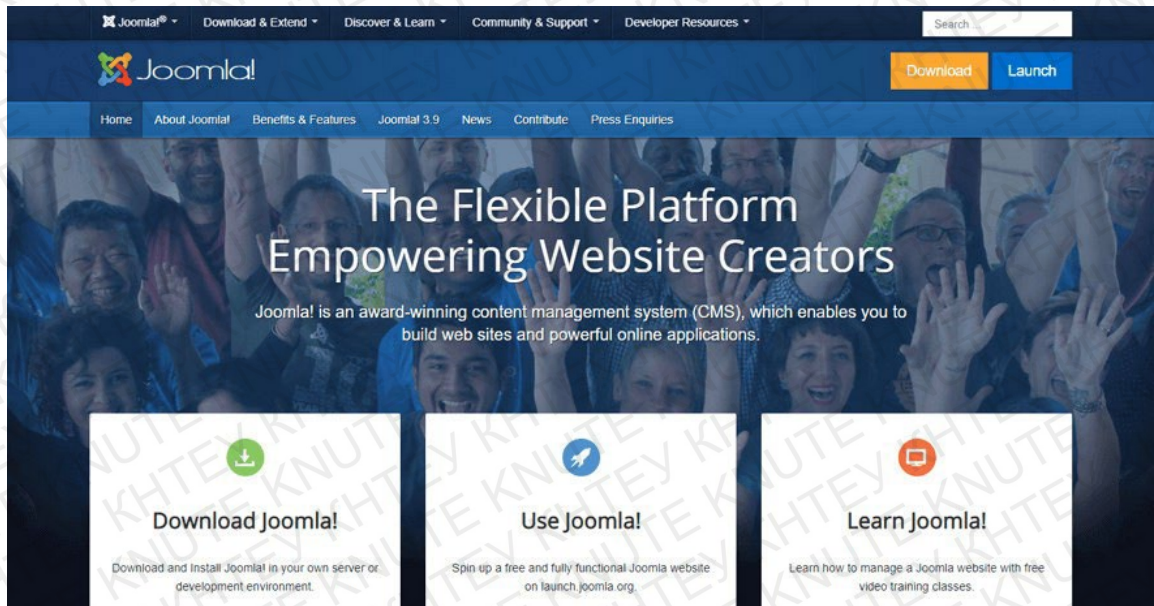 Joomla!® Download & Extend Discover & Learn Community & Support Developer Resources Search ...
Joomla! Download Launch
Home About Joomla! Benefits & Features Joomla! 3.9 News Contribute Press Enquiries
The Flexible Platform
Empowering Website Creators
Joomla! is an award-winning content management system (CMS), which enables you to
build web sites and powerful online applications.
Download Joomla!
Download and Install Joomla! in your own server or
development environment.
Use Joomla!
Spin up a free and fully functional Joomla website
on launch.joomla.org.
Learn Joomla!
Learn how to manage a Joomla website with free
video training classes.
KNUTE KHTEY KNUTE KHTEY